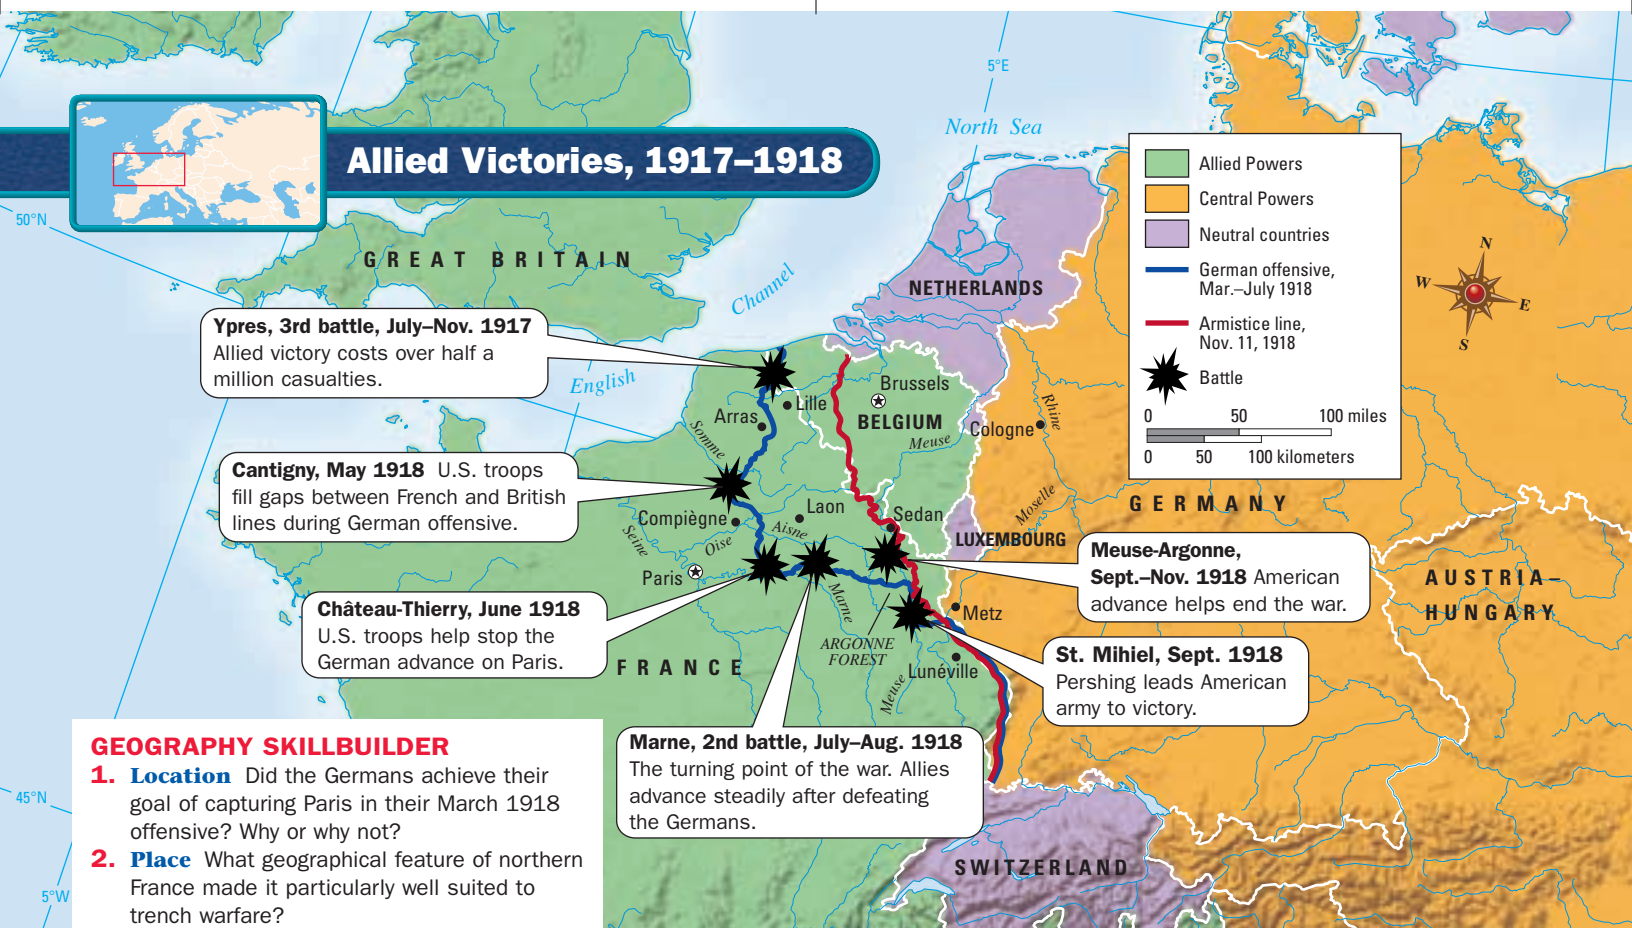 Allied Victories, 1917–1918
5°E
North Sea
50°N
GREAT BRITAIN
English
Channel
NETHERLANDS
Allied Powers
Central Powers
Neutral countries
German offensive,
Mar.–July 1918
Armistice line,
Nov. 11, 1918
Battle
0 50 100 miles
0 50 100 kilometers
N
W
E
S
Ypres, 3rd battle, July–Nov. 1917
Allied victory costs over half a
million casualties.
Brussels
Lille
Arras
BELGIUM
Somme
Meuse
Cologne
Rhine
Cantigny, May 1918 U.S. troops
fill gaps between French and British
lines during German offensive.
Laon
Compiègne
Aisne
Sedan
Moselle
GERMANY
Seine
Oise
LUXEMBOURG
Paris
Meuse-Argonne,
Sept.–Nov. 1918 American
advance helps end the war.
AUSTRIA–
HUNGARY
Château-Thierry, June 1918
U.S. troops help stop the
German advance on Paris.
Marne
Metz
ARGONNE
FOREST
FRANCE
Lunéville
Meuse
St. Mihiel, Sept. 1918
Pershing leads American
army to victory.
Marne, 2nd battle, July–Aug. 1918
The turning point of the war. Allies
advance steadily after defeating
the Germans.
SWITZERLAND
45°N
5°W
GEOGRAPHY SKILLBUILDER
1. Location Did the Germans achieve their
goal of capturing Paris in their March 1918
offensive? Why or why not?
2. Place What geographical feature of northern
France made it particularly well suited to
trench warfare?